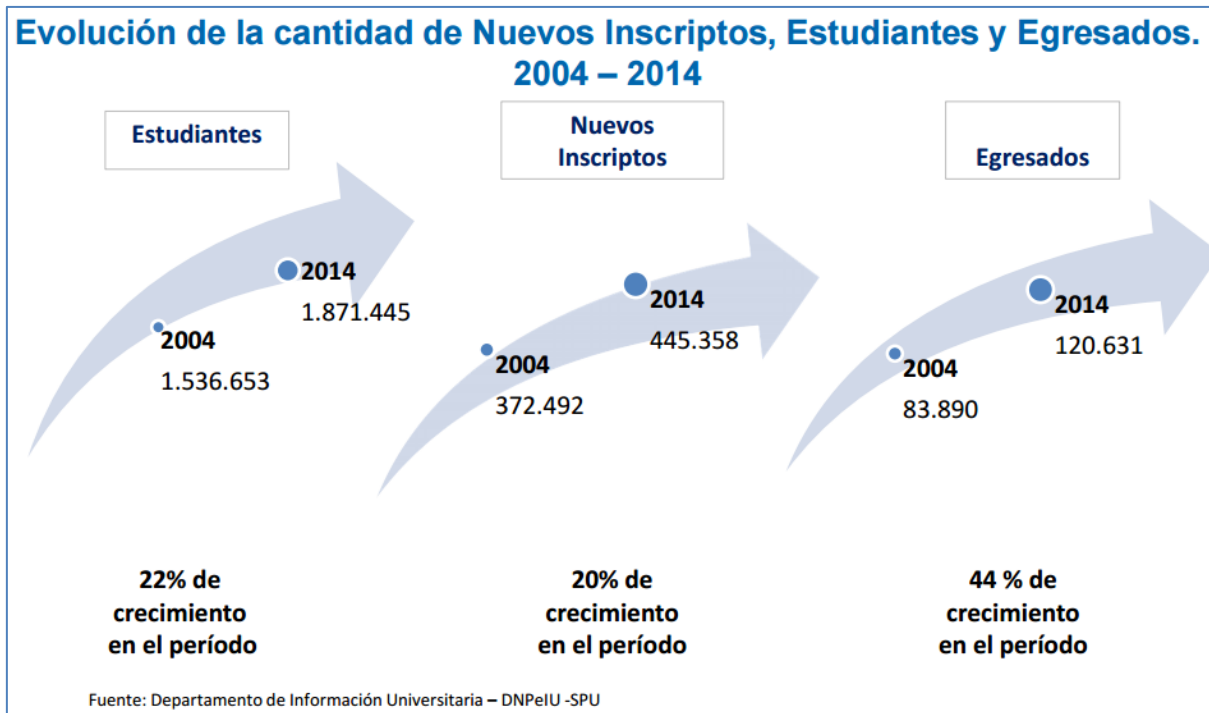 Evolución de la cantidad de Nuevos Inscriptos, Estudiantes y Egresados.
2004 – 2014
Estudiantes
2014
1.871.445
2004
1.536.653
22% de
crecimiento
en el período
Nuevos
Inscriptos
2014
445.358
2004
372.492
20% de
crecimiento
en el período
Egresados
2014
120.631
2004
83.890
44 % de
crecimiento
en el período
Fuente: Departamento de Información Universitaria – DNPeIU -SPU